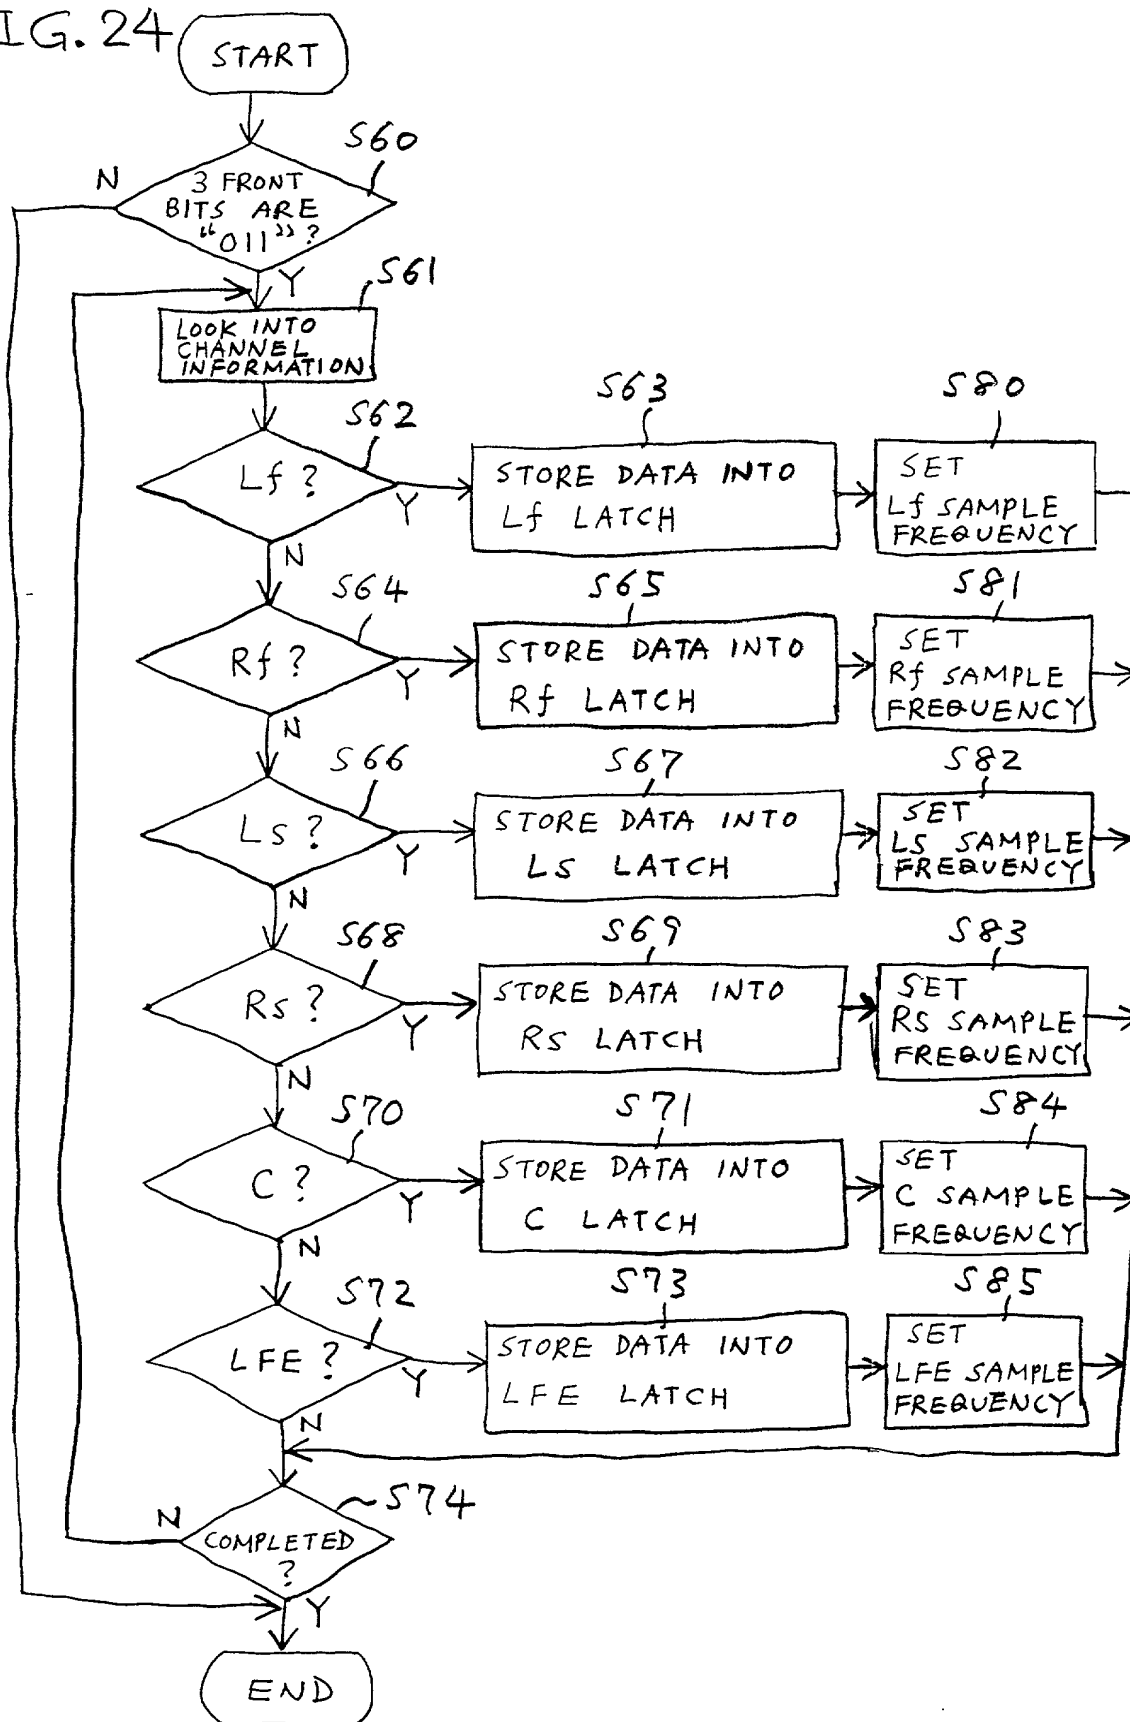 IG. 24
START
S60
N
3 FRONT
BITS ARE
"011"?
Y
S61
LOOK INTO
CHANNEL
INFORMATION
S62
Lf ?
Y
N
S63
STORE DATA INTO
Lf LATCH
S80
SET
Lf SAMPLE
FREQUENCY
S64
Rf ?
Y
N
S65
STORE DATA INTO
Rf LATCH
S81
SET
Rf SAMPLE
FREQUENCY
S66
Ls ?
Y
N
S67
STORE DATA INTO
Ls LATCH
S82
SET
LS SAMPLE
FREQUENCY
S68
Rs ?
Y
N
S69
STORE DATA INTO
Rs LATCH
S83
SET
RS SAMPLE
FREQUENCY
S70
C ?
Y
N
S71
STORE DATA INTO
C LATCH
S84
SET
C SAMPLE
FREQUENCY
S72
LFE ?
Y
N
S73
STORE DATA INTO
LFE LATCH
S85
SET
LFE SAMPLE
FREQUENCY
S74
N
COMPLETED
?
Y
END